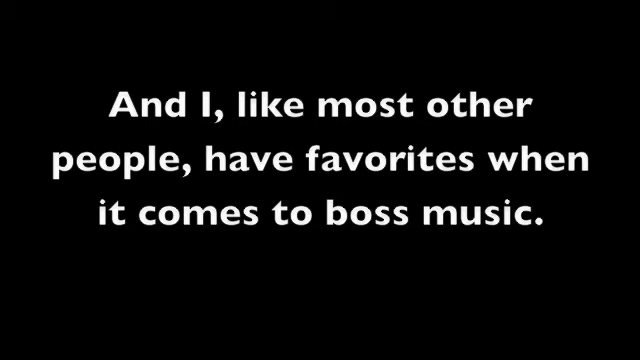 And I, like most other
people, have favorites when
it comes to boss music.